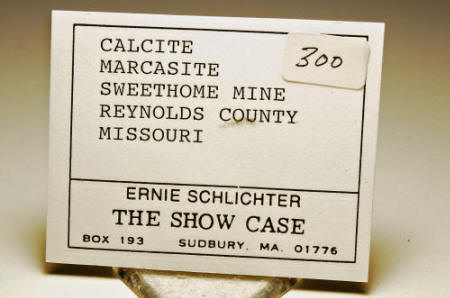 CALCITE
300
MARCASITE
SWEETHOME MINE
REYNOLDS COUNTY
MISSOURI
ERNIE SCHLICHTER
THE SHOW CASE
BOX 193 SUDBURY, MA. 01776